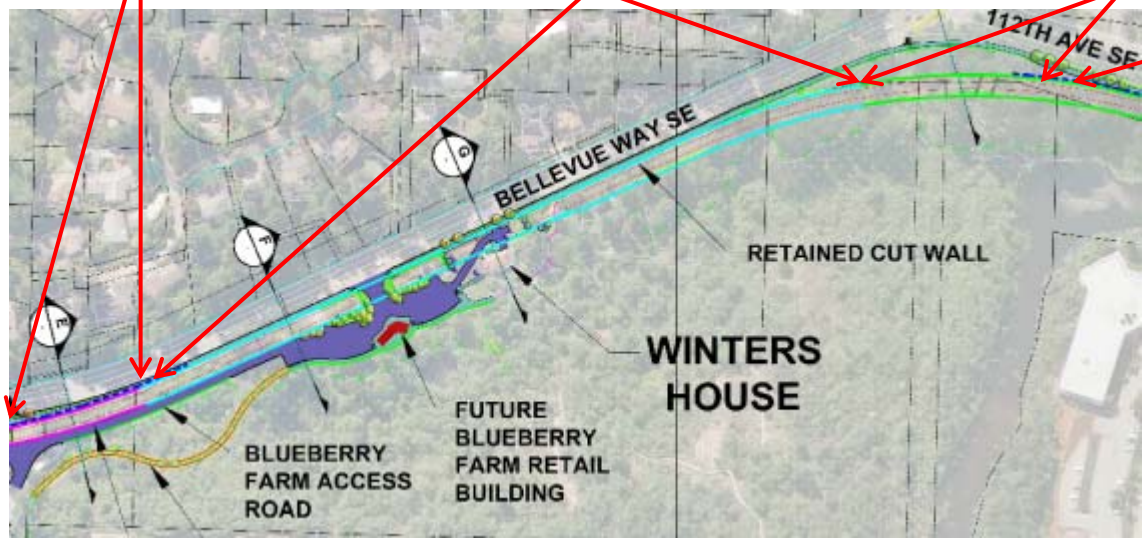 112TH AVE SE
BELLEVUE WAY SE
G
F
E
RETAINED CUT WALL
WINTERS
HOUSE
FUTURE
BLUEBERRY
FARM RETAIL
BUILDING
BLUEBERRY
FARM ACCESS
ROAD